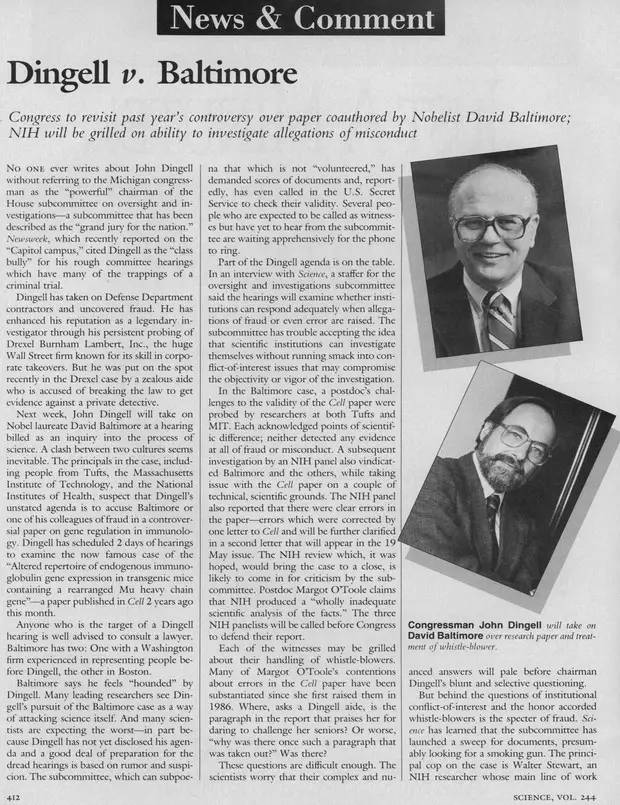 News & Comment
Dingell v. Baltimore
Congress to revisit past year's controversy over paper coauthored by Nobelist David Baltimore;
NIH will be grilled on ability to investigate allegations of misconduct
NO ONE ever writes about John Dingell
without referring to the Michigan congress-
man as the "powerful" chairman of the
House subcommittee on oversight and in-
vestigations—a subcommittee that has been
described as the "grand jury for the nation."
Newsweek, which recently reported on the
"Capitol campus," cited Dingell as the "class
bully" for his rough committee hearings
which have many of the trappings of a
criminal trial.
Dingell has taken on Defense Department
contractors and uncovered fraud. He has
enhanced his reputation as a legendary in-
vestigator through his persistent probing of
Drexel Burnham Lambert, Inc., the huge
Wall Street firm known for its skill in corpo-
rate takeovers. But he was put on the spot
recently in the Drexel case by a zealous aide
who is accused of breaking the law to get
evidence against a private detective.
Next week, John Dingell will take on
Nobel laureate David Baltimore at a hearing
billed as an inquiry into the process of
science. A clash between two cultures seems
inevitable. The principals in the case, includ-
ing people from Tufts, the Massachusetts
Institute of Technology, and the National
Institutes of Health, suspect that Dingell's
unstated agenda is to accuse Baltimore or
one of his colleagues of fraud in a controver-
sial paper on gene regulation in immunolo-
gy. Dingell has scheduled 2 days of hearings
to examine the now famous case of the
"Altered repertoire of endogenous immuno-
globulin gene expression in transgenic mice
containing a rearranged Mu heavy chain
gene"—a paper published in Cell 2 years ago
this month.
Anyone who is the target of a Dingell
hearing is well advised to consult a lawyer.
Baltimore has two: One with a Washington
firm experienced in representing people be-
fore Dingell, the other in Boston.
Baltimore says he feels "hounded" by
Dingell. Many leading researchers see Din-
gell's pursuit of the Baltimore case as a way
of attacking science itself. And many scien-
tists are expecting the worst—in part be-
cause Dingell has not yet disclosed his agen-
da and a good deal of preparation for the
dread hearings is based on rumor and suspi-
cion. The subcommittee, which can subpoe-
na that which is not "volunteered," has
demanded scores of documents and, report-
edly, has even called in the U.S. Secret
Service to check their validity. Several peo-
ple who are expected to be called as witness-
es but have yet to hear from the subcommit-
tee are waiting apprehensively for the phone
to ring.
Part of the Dingell agenda is on the table.
In an interview with Science, a staffer for the
oversight and investigations subcommittee
said the hearings will examine whether insti-
tutions can respond adequately when allega-
tions of fraud or even error are raised. The
subcommittee has trouble accepting the idea
that scientific institutions can investigate
themselves without running smack into con-
flict-of-interest issues that may compromise
the objectivity or vigor of the investigation.
In the Baltimore case, a postdoc's chal-
lenges to the validity of the Cell paper were
probed by researchers at both Tufts and
MIT. Each acknowledged points of scientif-
ic difference; neither detected any evidence
at all of fraud or misconduct. A subsequent
investigation by an NIH panel also vindicat-
ed Baltimore and the others, while taking
issue with the Cell paper on a couple of
technical, scientific grounds. The NIH panel
also reported that there were clear errors in
the paper—errors which were corrected by
one letter to Cell and will be further clarified
in a second letter that will appear in the 19
May issue. The NIH review which, it was
hoped, would bring the case to a close, is
likely to come in for criticism by the sub-
committee. Postdoc Margot O'Toole claims
that NIH produced a "wholly inadequate
scientific analysis of the facts." The three
NIH panelists will be called before Congress
to defend their report.
Each of the witnesses may be grilled
about their handling of whistle-blowers.
Many of Margot O'Toole's contentions
about errors in the Cell paper have been
substantiated since she first raised them in
1986. Where, asks a Dingell aide, is the
paragraph in the report that praises her for
daring to challenge her seniors? Or worse,
"why was there once such a paragraph that
was taken out?" Was there?
These questions are difficult enough. The
scientists worry that their complex and nu-
Congressman John Dingell will take on
David Baltimore over research paper and treat-
ment of whistle-blower.
anced answers will pale before chairman
Dingell's blunt and selective questioning.
But behind the questions of institutional
conflict-of-interest and the honor accorded
whistle-blowers is the specter of fraud. Sci-
ence has learned that the subcommittee has
launched a sweep for documents, presum-
ably looking for a smoking gun. The princi-
pal cop on the case is Walter Stewart, an
NIH researcher whose main line of work
412
SCIENCE, VOL. 244